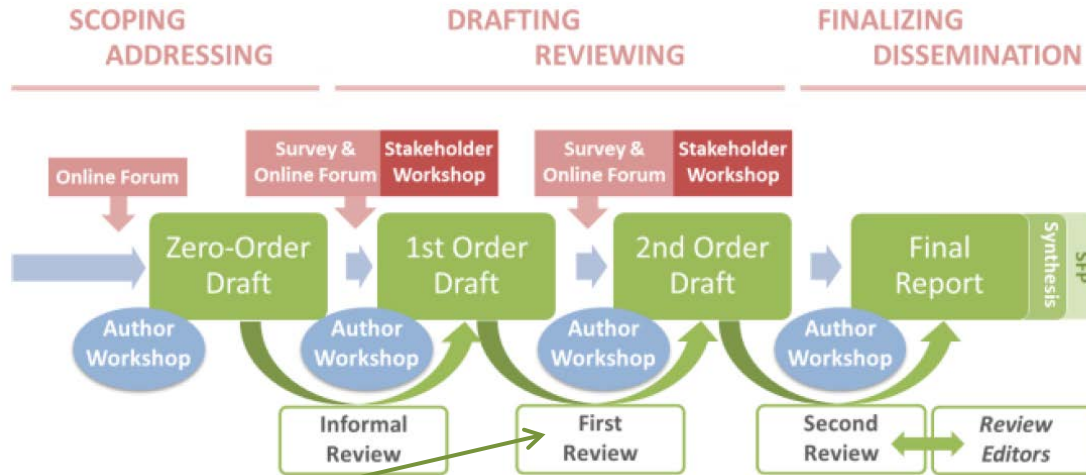 SCOPING
ADDRESSING
DRAFTING
REVIEWING
FINALIZING
DISSEMINATION
Online Forum
Survey &
Online Forum
Stakeholder
Workshop
Survey &
Online Forum
Stakeholder
Workshop
Zero-Order
Draft
1st Order
Draft
2nd Order
Draft
Final
Report
Synthesis
SFP
Author
Workshop
Author
Workshop
Author
Workshop
Author
Workshop
Informal
Review
First
Review
Second
Review
Review
Editors